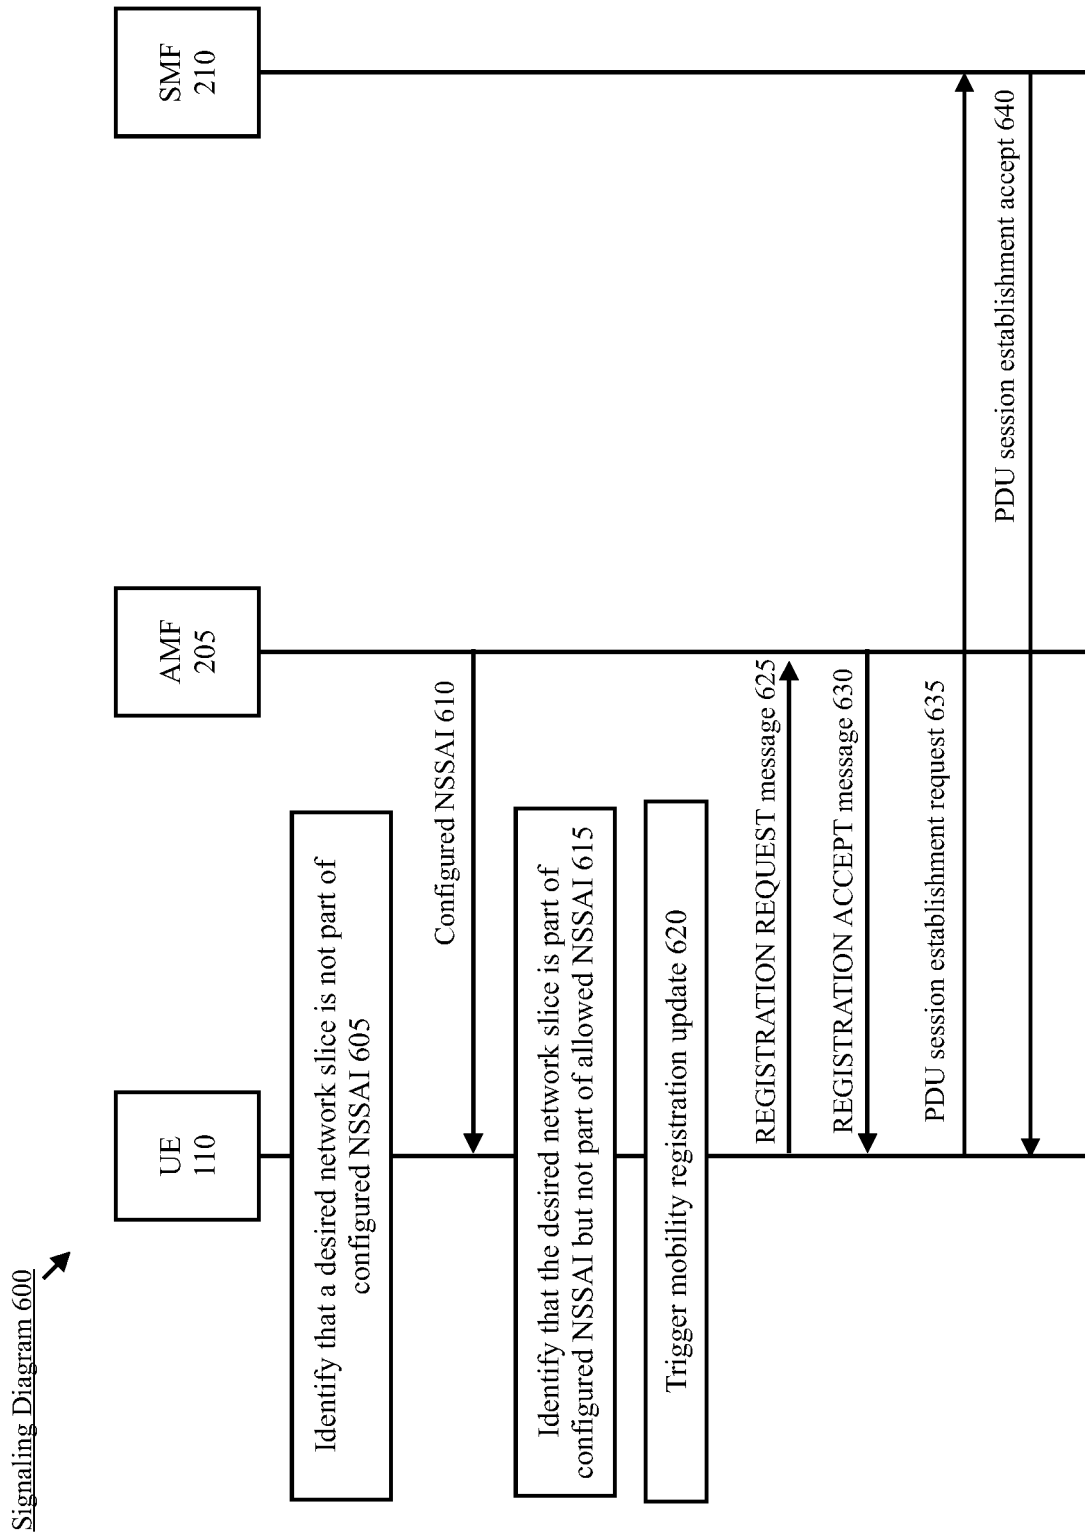 Signaling Diagram 600
UE
110
AMF
205
SMF
210
Identify that a desired network slice is not part of
configured NSSAI 605
Configured NSSAI 610
Identify that the desired network slice is part of
configured NSSAI but not part of allowed NSSAI 615
Trigger mobility registration update 620
REGISTRATION REQUEST message 625
REGISTRATION ACCEPT message 630
PDU session establishment request 635
PDU session establishment accept 640